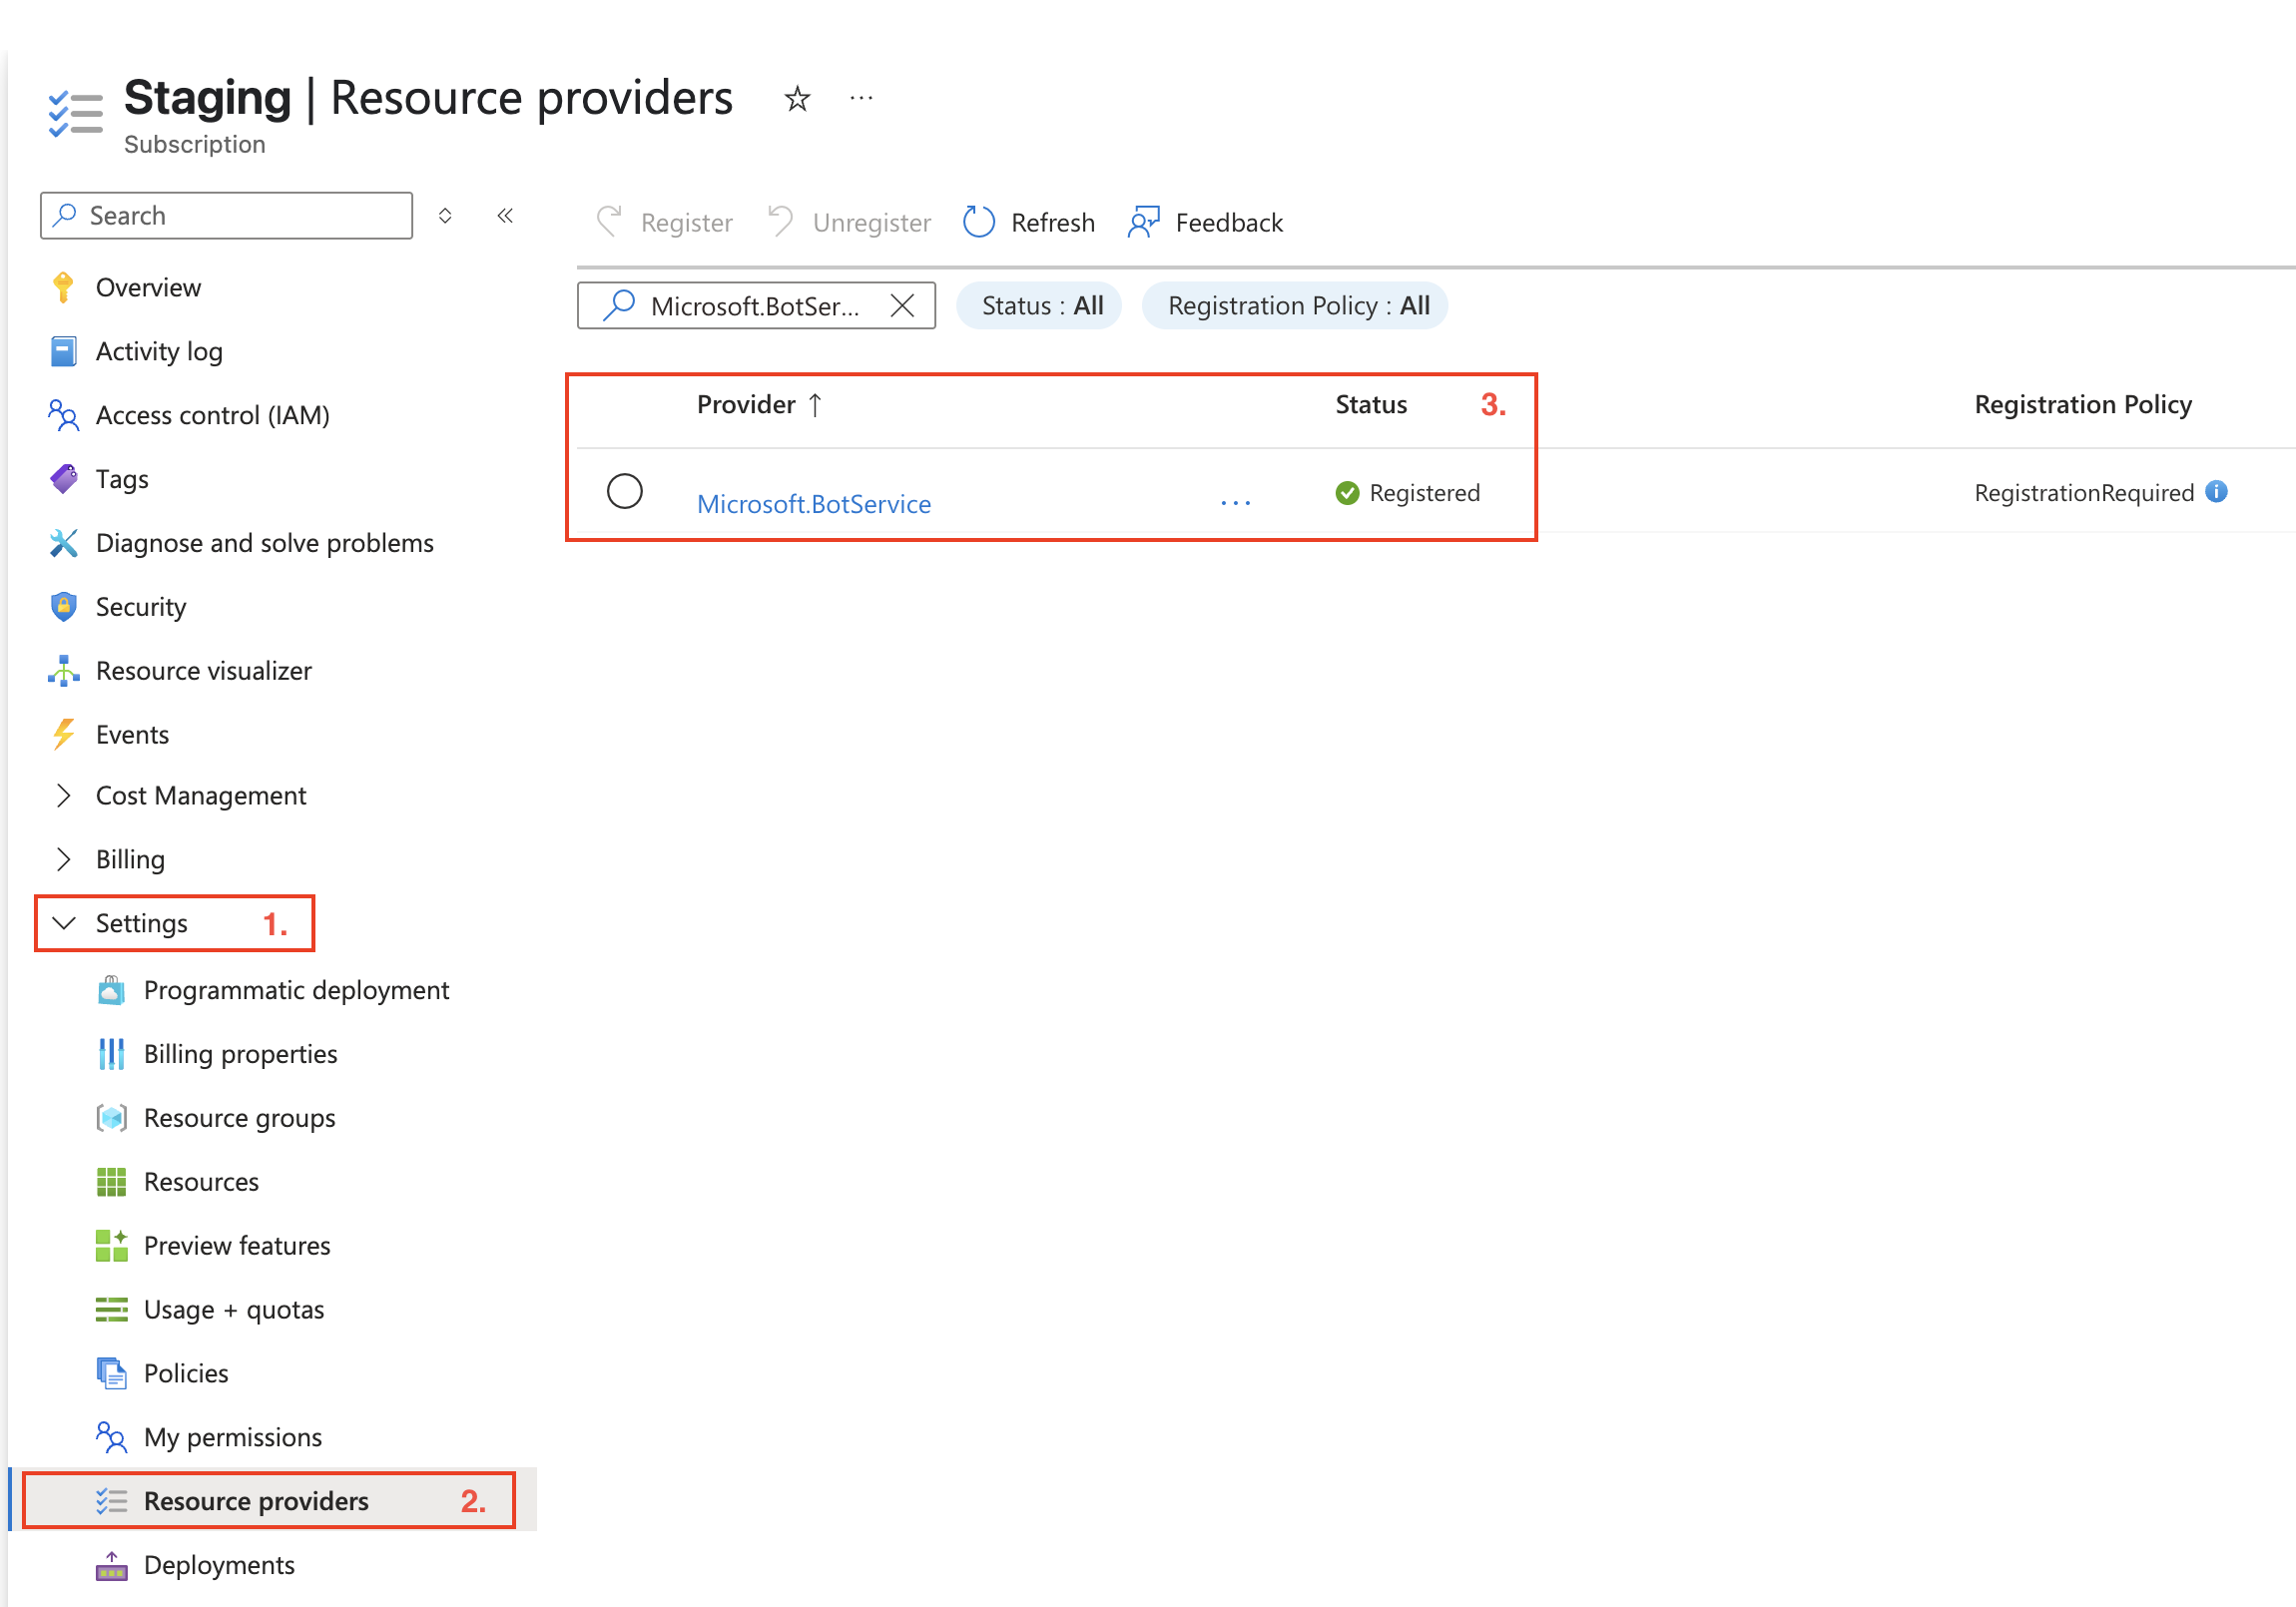 Staging | Resource providers
Subscription
Search
Register
Unregister
Refresh
Feedback
Overview
Activity log
Access control (IAM)
Tags
Diagnose and solve problems
Security
Resource visualizer
Events
Cost Management
Billing
Settings 1.
Programmatic deployment
Billing properties
Resource groups
Resources
Preview features
Usage + quotas
Policies
My permissions
Resource providers 2.
Deployments
Microsoft.BotSer...
Status : All
Registration Policy : All
Provider ↑ Status 3. Registration Policy
Microsoft.BotService ... Registered RegistrationRequired